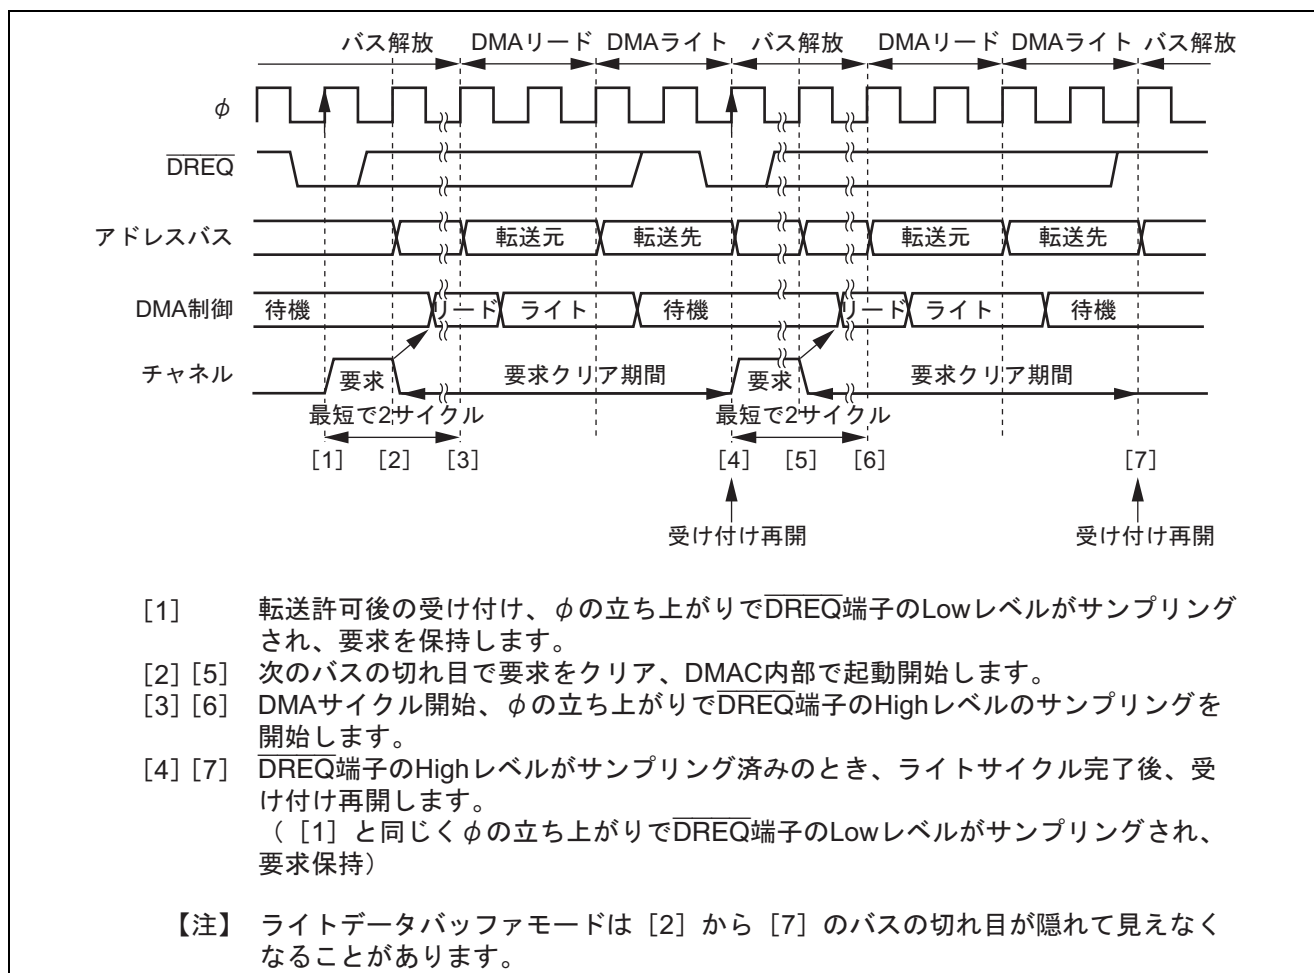 バス解放 DMAリード DMAライト バス解放 DMAリード DMAライト バス解放
φ
DREQ
アドレスバス 転送元 転送先 転送元 転送先
DMA制御 待機 リード ライト 待機 リード ライト 待機
チャネル 要求 要求クリア期間 要求 要求クリア期間
最短で2サイクル 最短で2サイクル
[1] [2] [3] [4] [5] [6] [7]
受け付け再開 受け付け再開
[1] 転送許可後の受け付け、φの立ち上がりでDREQ端子のLowレベルがサンプリング
され、要求を保持します。
[2] [5] 次のバスの切れ目で要求をクリア、DMAC内部で起動開始します。
[3] [6] DMAサイクル開始、φの立ち上がりでDREQ端子のHighレベルのサンプリングを
開始します。
[4] [7] DREQ端子のHighレベルがサンプリング済みのとき、ライトサイクル完了後、受
け付け再開します。
（[1]と同じくφの立ち上がりでDREQ端子のLowレベルがサンプリングされ、
要求保持）
【注】 ライトデータバッファモードは[2]から[7]のバスの切れ目が隠れて見えなく
なることがあります。